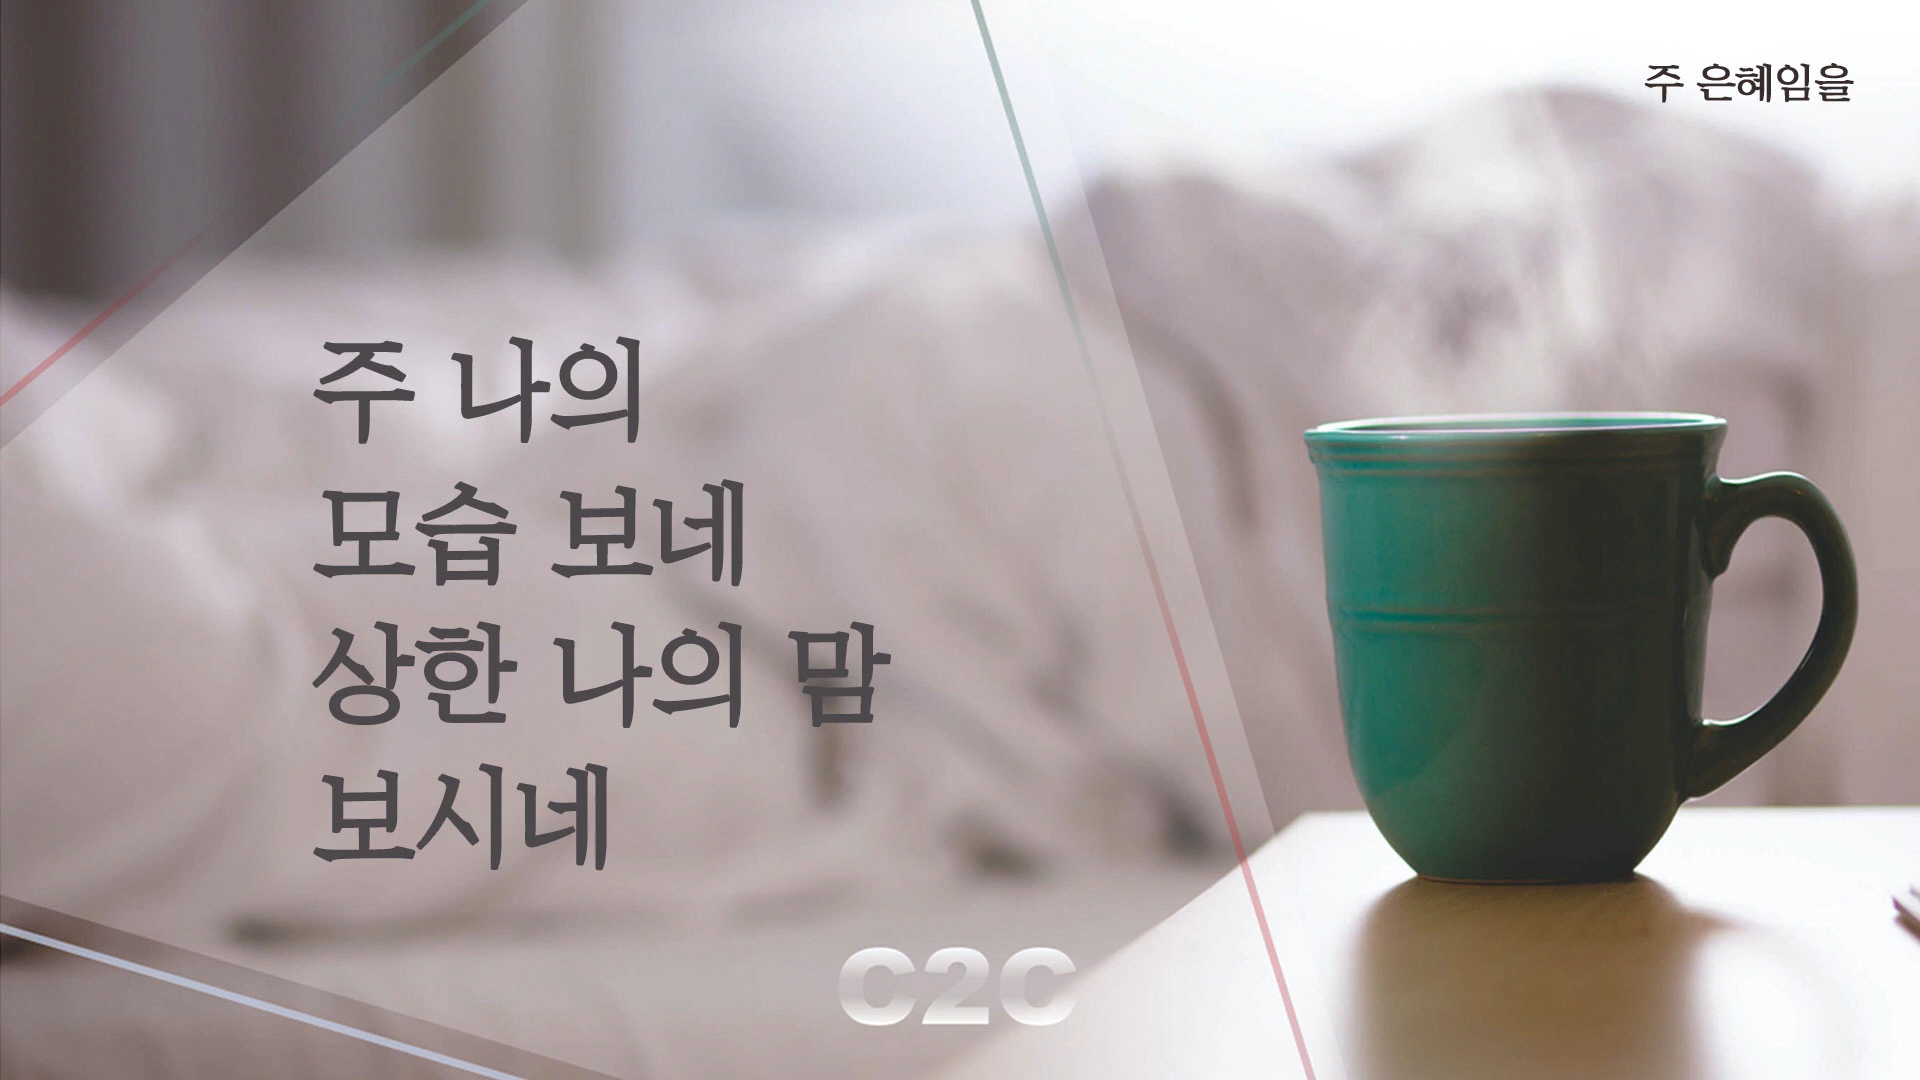 주 은혜임을
주 나의
모습 보네
상한 나의 맘
보시네
C2C